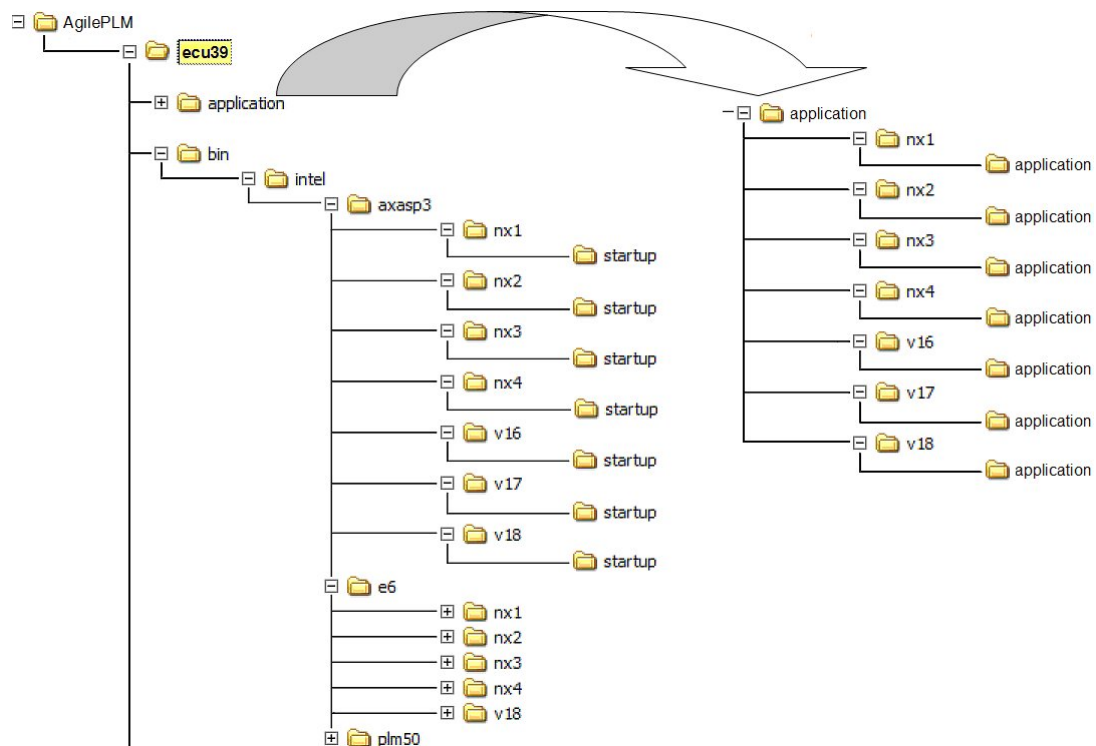 AgilePLM
ecu39
application
bin
intel
axasp3
nx1
startup
nx2
startup
nx3
startup
nx4
startup
v16
startup
v17
startup
v18
startup
e6
nx1
nx2
nx3
nx4
v18
plm50
application
nx1
application
nx2
application
nx3
application
nx4
application
v16
application
v17
application
v18
application